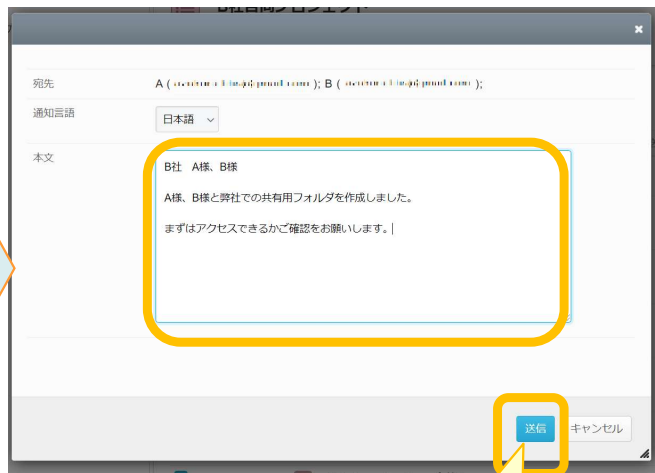 B社合同プロジェクト
宛先 A ( ); B ( );
通知言語 日本語
本文
B社 A様、B様
A様、B様と弊社での共有用フォルダを作成しました。
まずはアクセスできるかご確認をお願いします。
送信 キャンセル